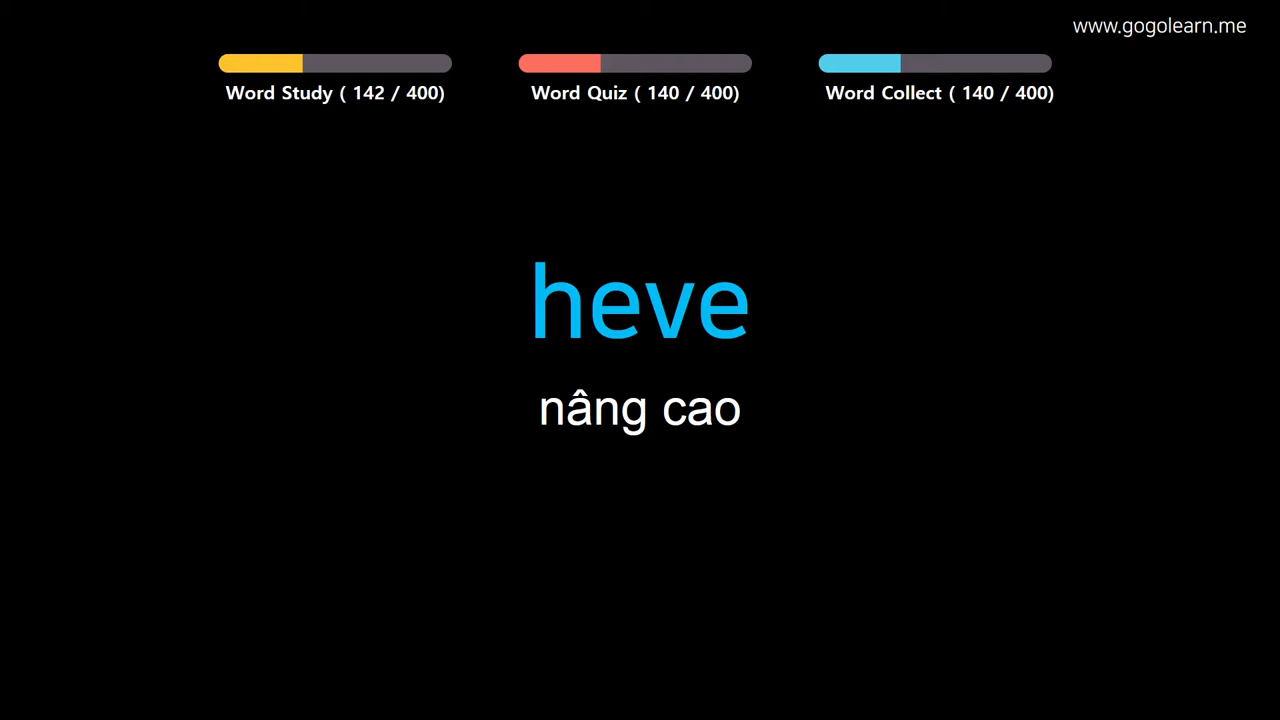 www.gogolearn.me
Word Study ( 142 / 400)
Word Quiz ( 140 / 400)
Word Collect ( 140 / 400)
heve
nâng cao